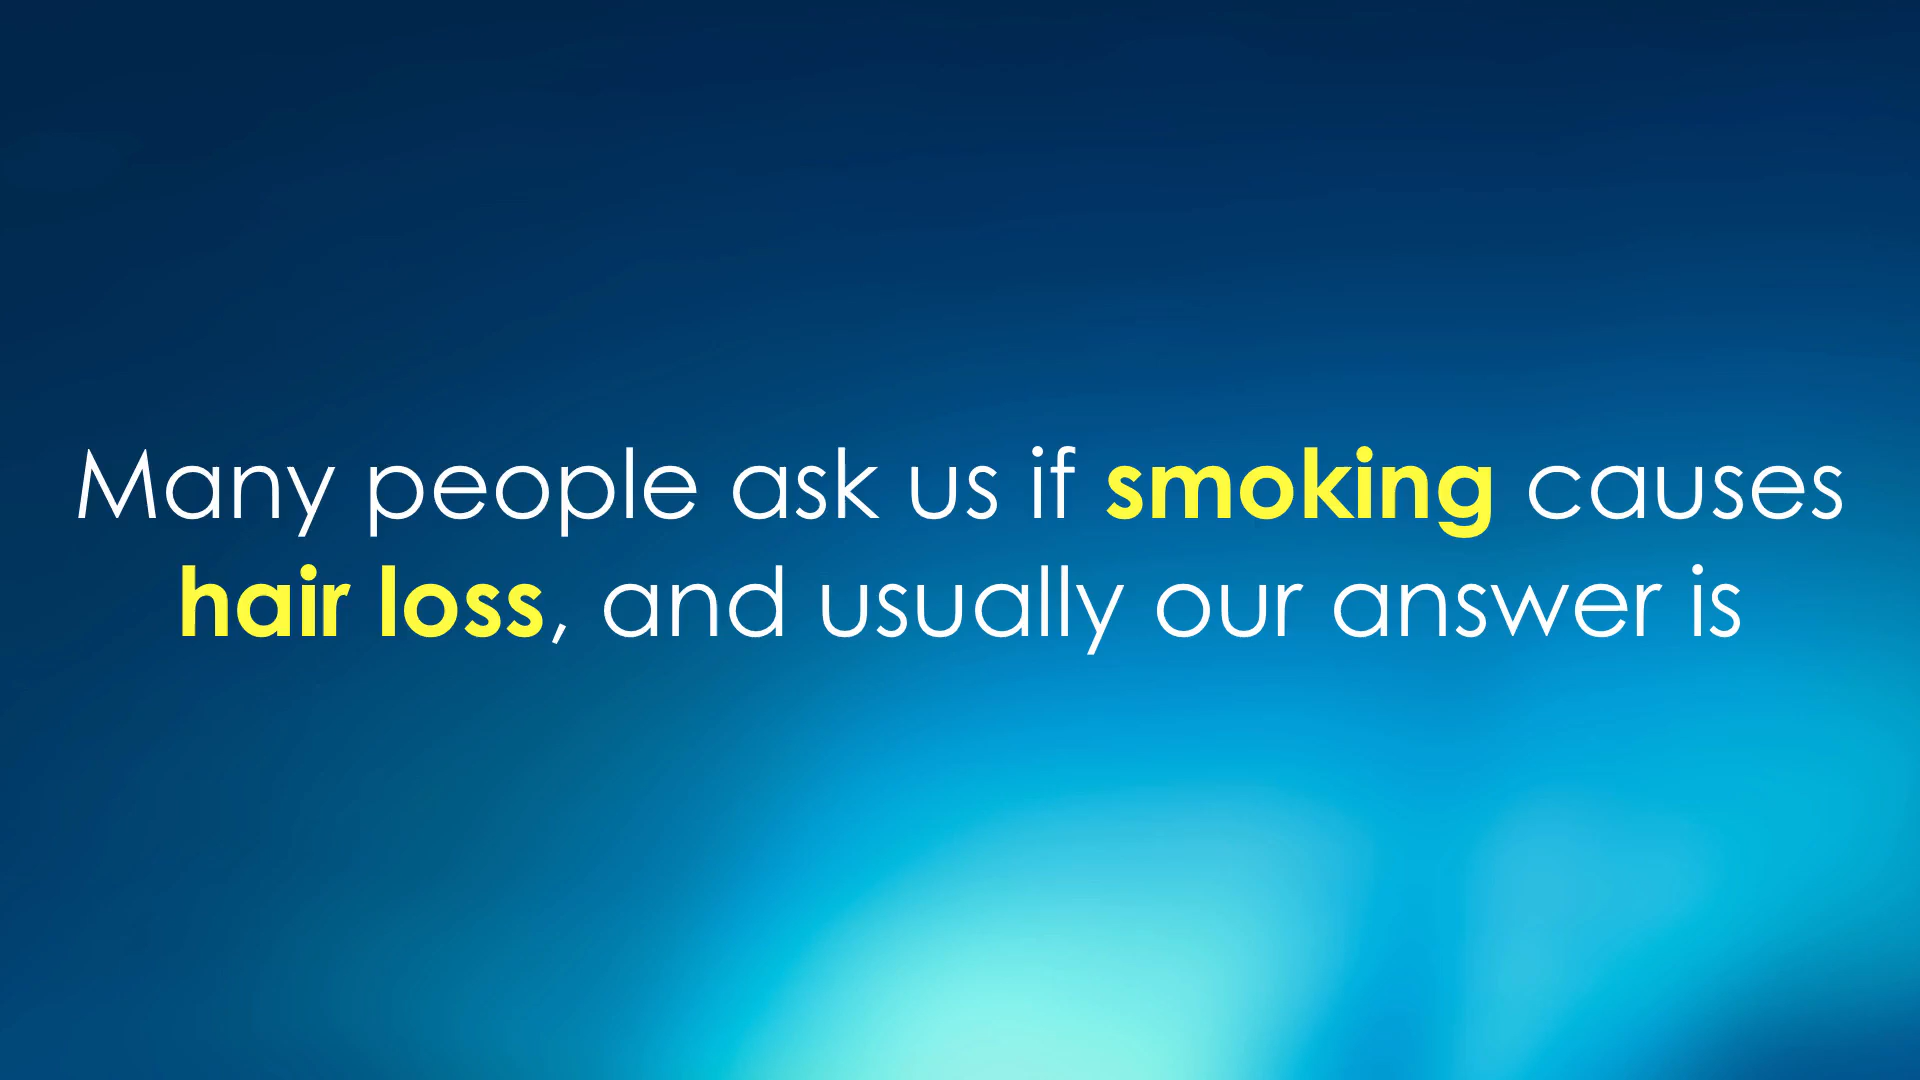 Many people ask us if smoking causes
hair loss, and usually our answer is